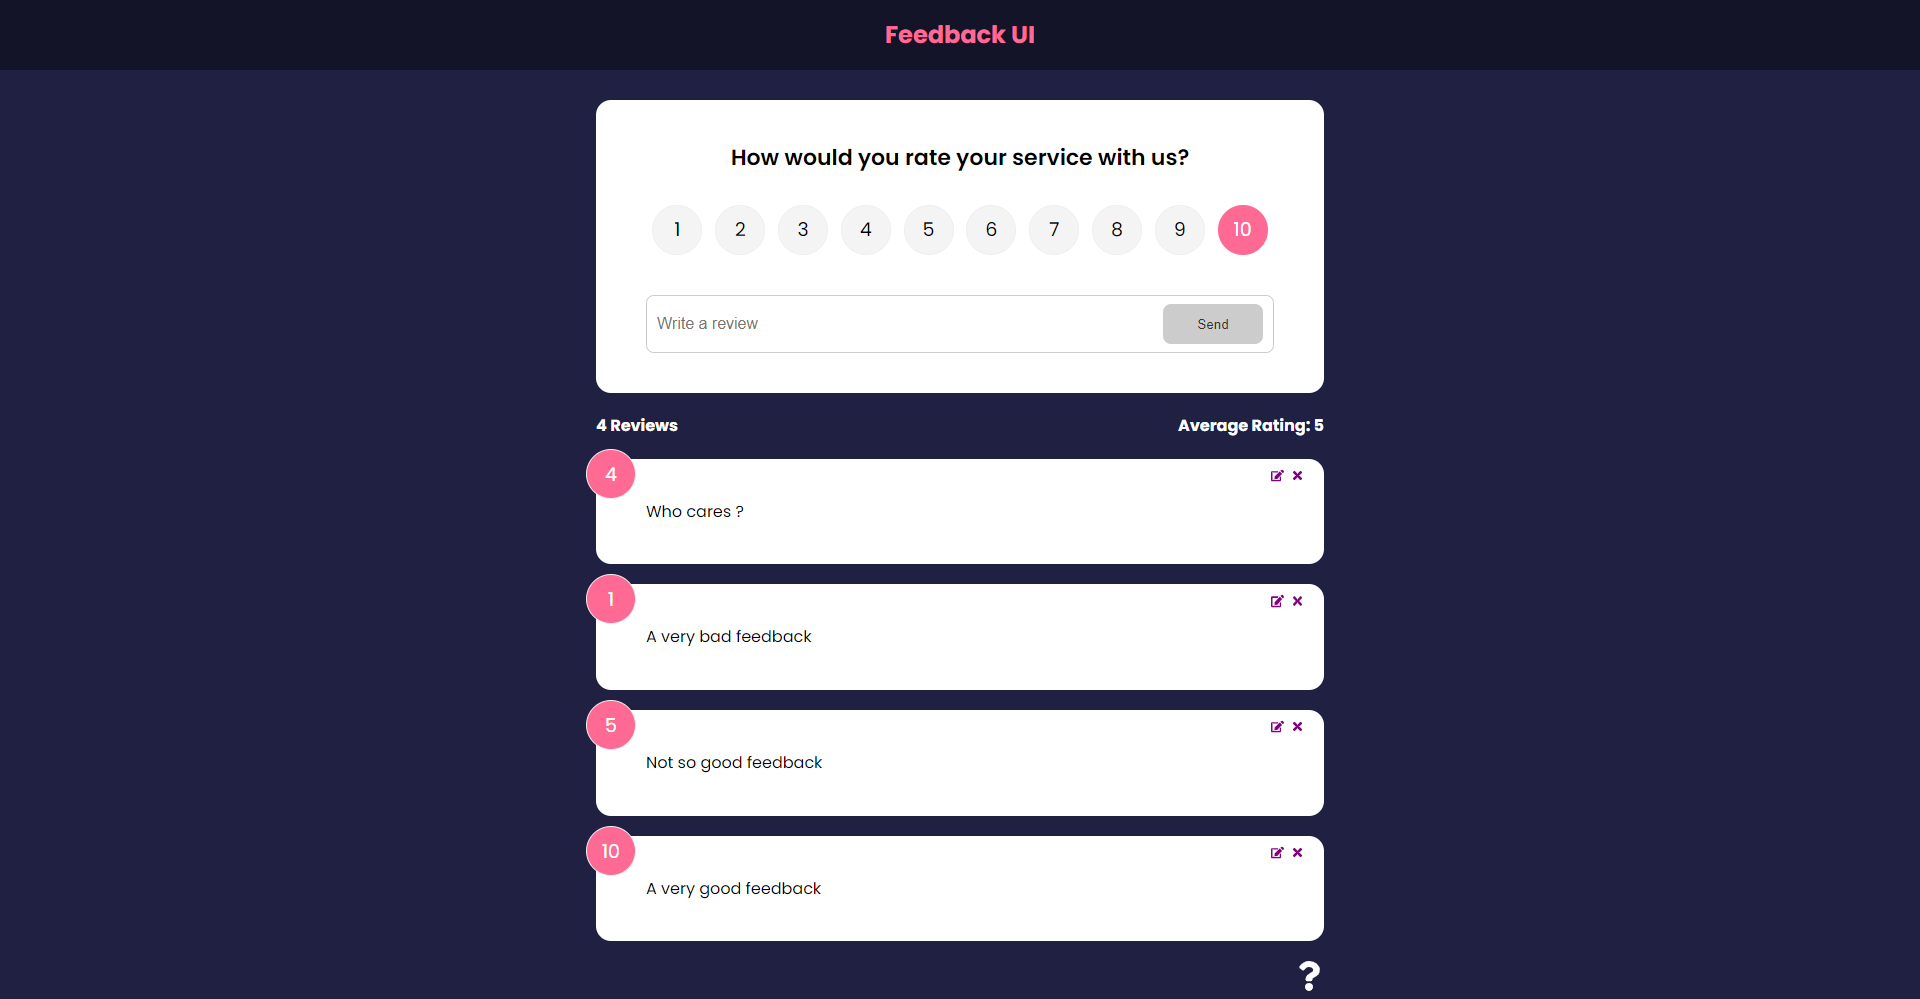 Feedback UI
How would you rate your service with us?
1 2 3 4 5 6 7 8 9 10
Write a review Send
4 Reviews Average Rating: 5
4
Who cares ?
1
A very bad feedback
5
Not so good feedback
10
A very good feedback
?